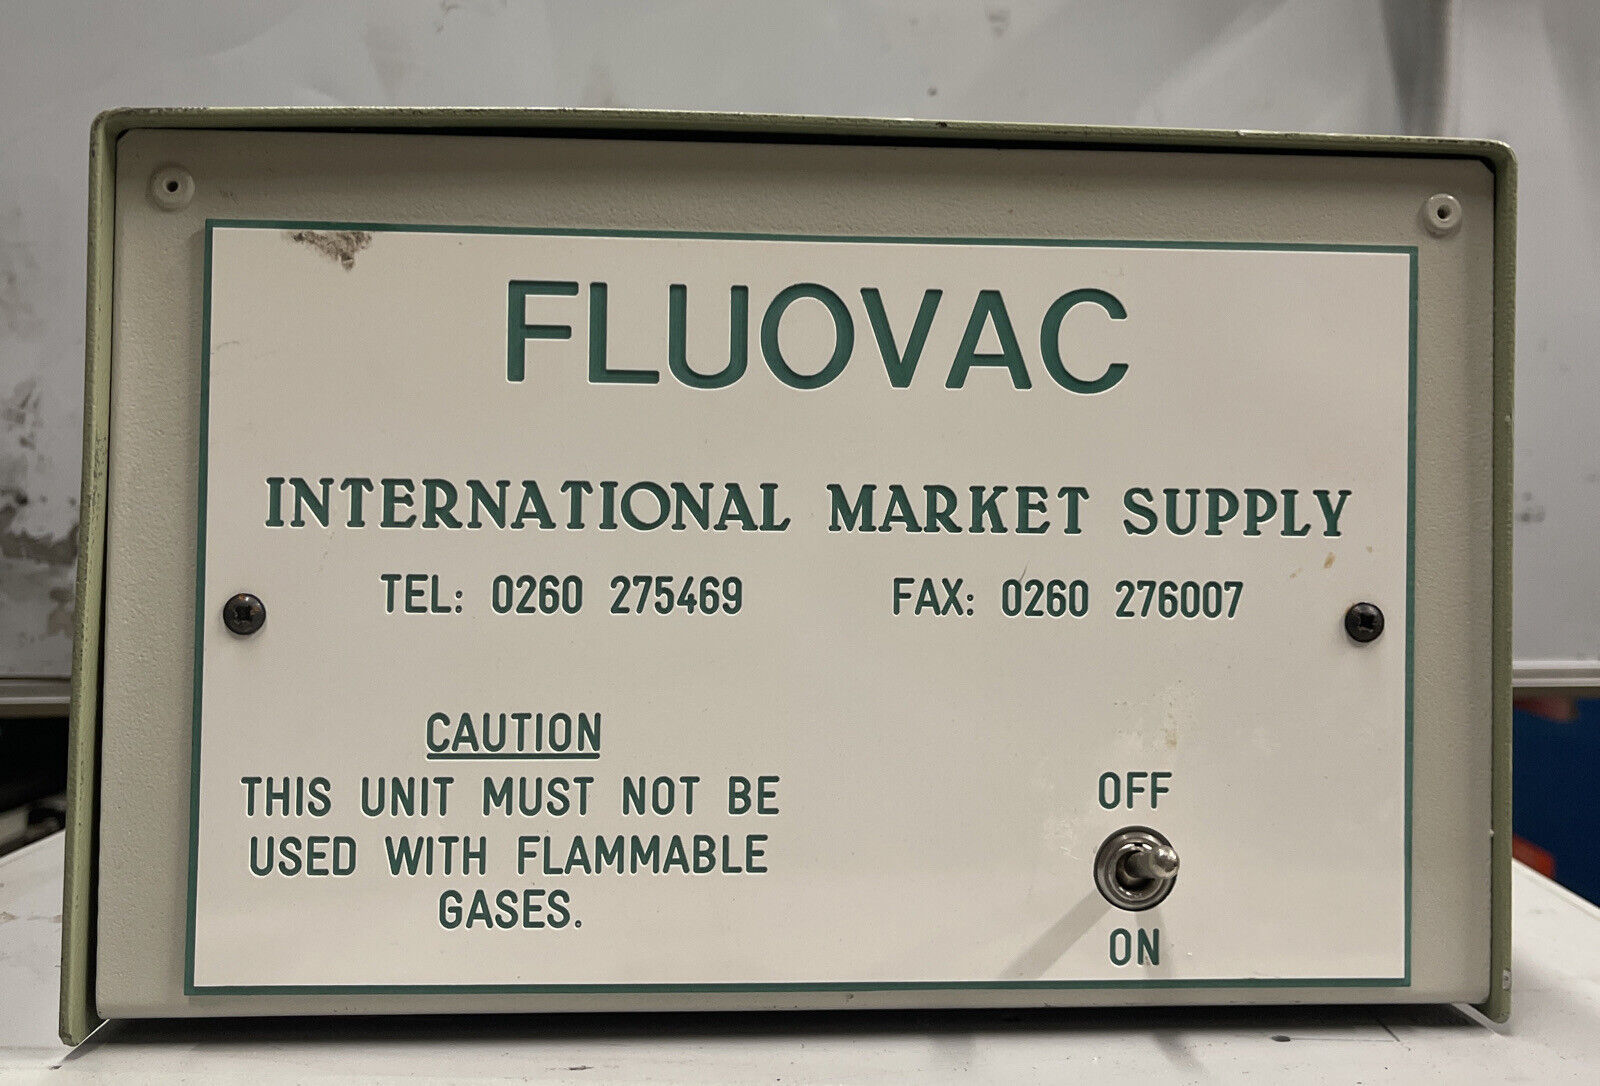 FLUOVAC
INTERNATIONAL MARKET SUPPLY
TEL: 0260 275469 FAX: 0260 276007
CAUTION
THIS UNIT MUST NOT BE
USED WITH FLAMMABLE
GASES.
OFF
ON